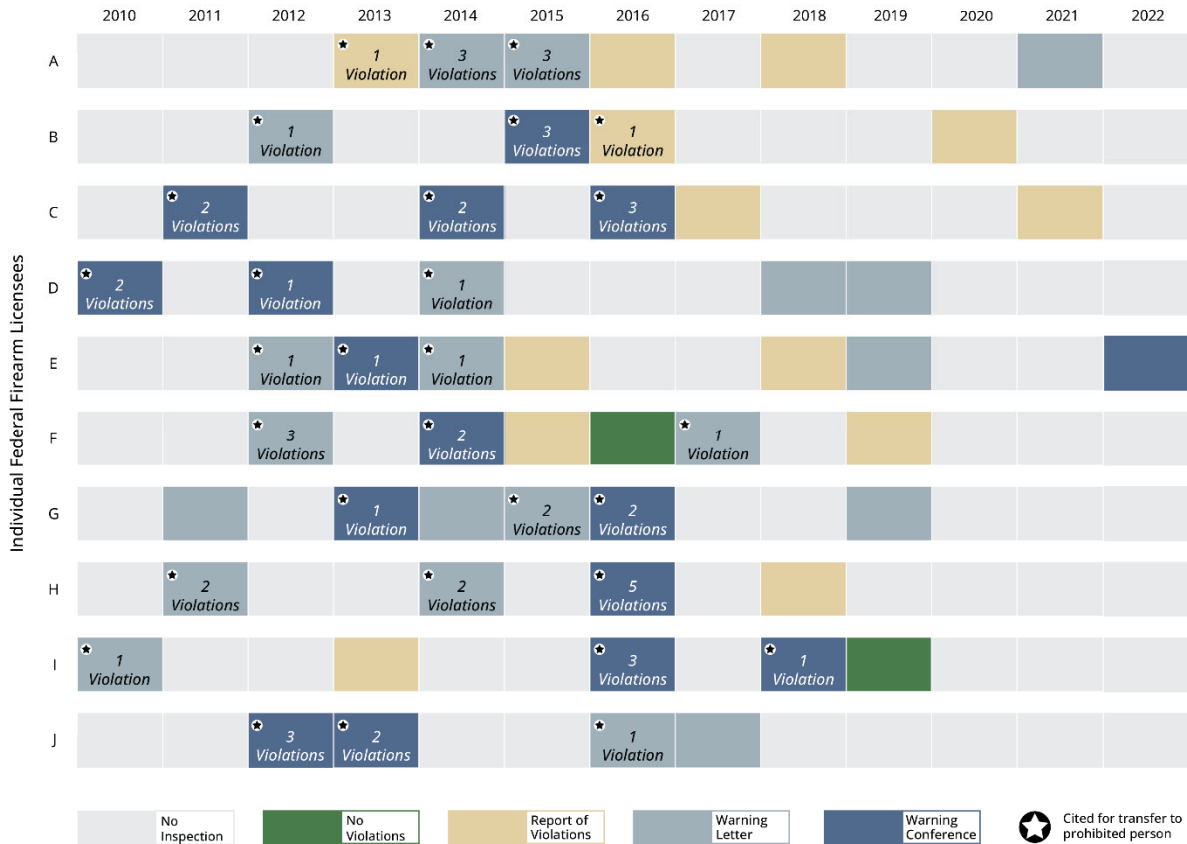 2010 2011 2012 2013 2014 2015 2016 2017 2018 2019 2020 2021 2022
Individual Federal Firearm Licensees
A
1 Violation
3 Violations
3 Violations
B
1 Violation
3 Violations
1 Violation
C
2 Violations
2 Violations
3 Violations
D
2 Violations
1 Violation
1 Violation
E
1 Violation
1 Violation
1 Violation
F
3 Violations
2 Violations
1 Violation
G
1 Violation
2 Violations
2 Violations
H
2 Violations
2 Violations
5 Violations
I
1 Violation
3 Violations
1 Violation
J
3 Violations
2 Violations
1 Violation
No Inspection
No Violations
Report of Violations
Warning Letter
Warning Conference
Cited for transfer to prohibited person